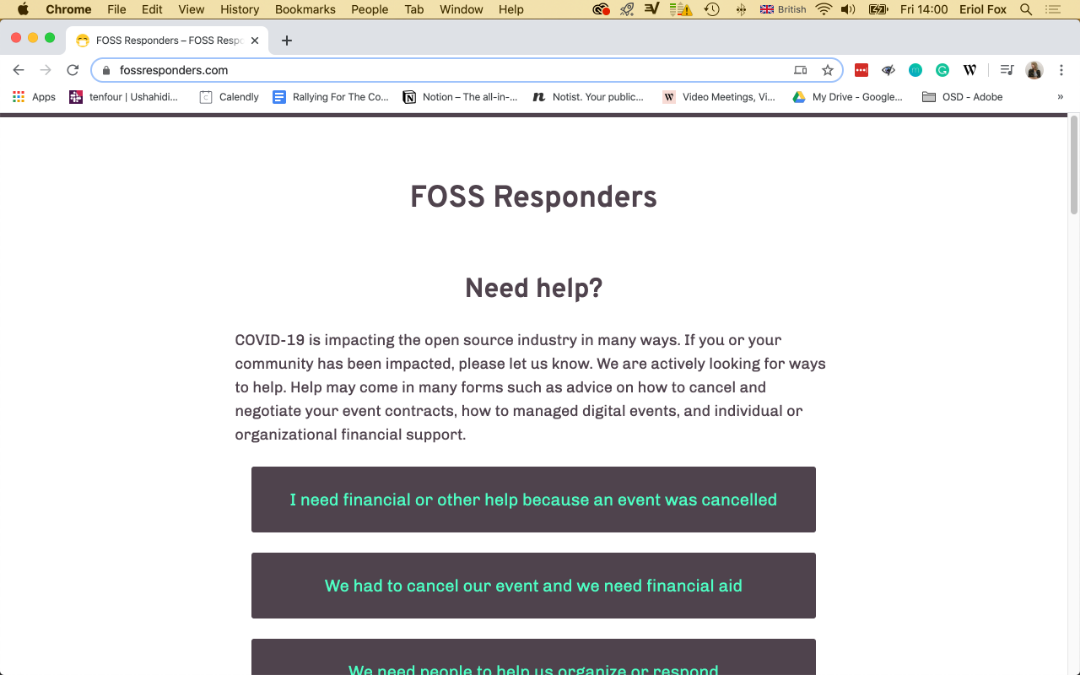 Chrome File Edit View History Bookmarks People Tab Window Help British Fri 14:00 Eriol Fox
FOSS Responders – FOSS Resp
fossresponders.com
Apps tenfour | Ushahidi... Calendly Rallying For The Co... Notion – The all-in-... Notist. Your public... Video Meetings, Vi... My Drive - Google... OSD - Adobe »
FOSS Responders
Need help?
COVID-19 is impacting the open source industry in many ways. If you or your
community has been impacted, please let us know. We are actively looking for ways
to help. Help may come in many forms such as advice on how to cancel and
negotiate your event contracts, how to managed digital events, and individual or
organizational financial support.
I need financial or other help because an event was cancelled
We had to cancel our event and we need financial aid
We need people to help us organize or respond